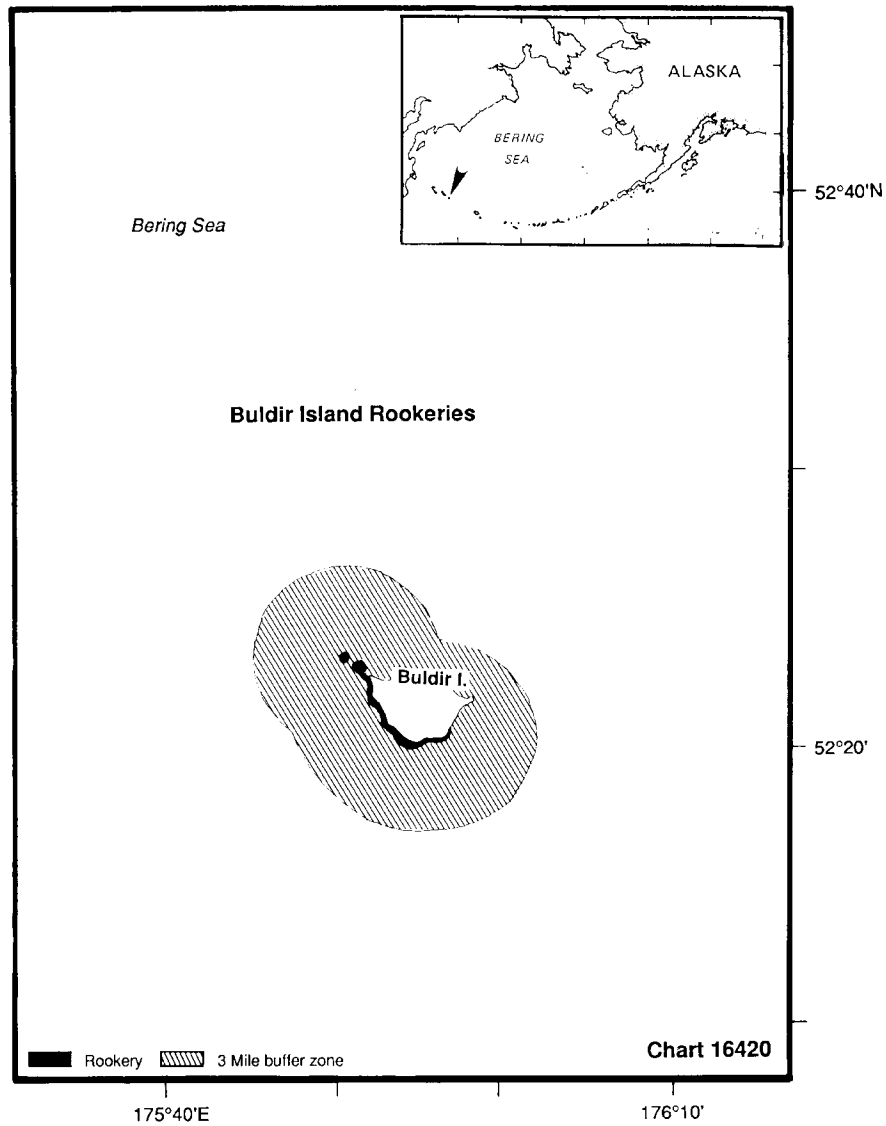 ALASKA
BERING
SEA
52°40'N
Bering Sea
Buldir Island Rookeries
Buldir I.
52°20'
Rookery
3 Mile buffer zone
Chart 16420
175°40'E
176°10'